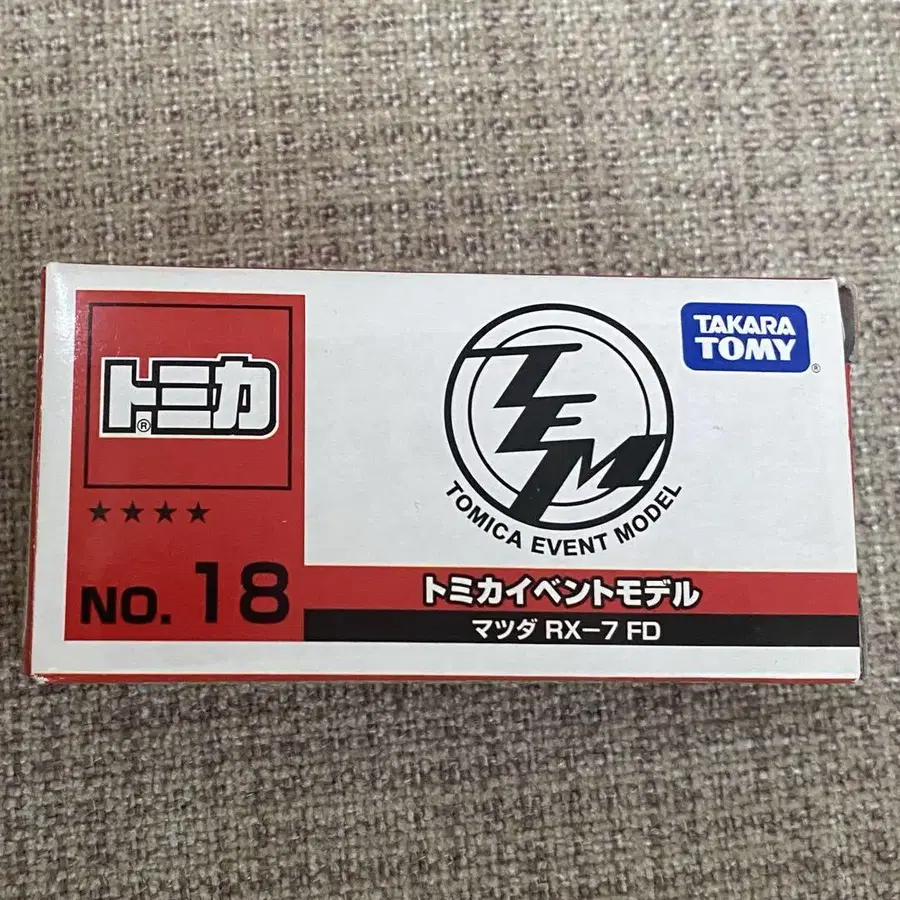 トミカ®
NO. 18
TEM
TOMICA EVENT MODEL
TAKARA
TOMY®
トミカイベントモデル
マツダ RX-7 FD